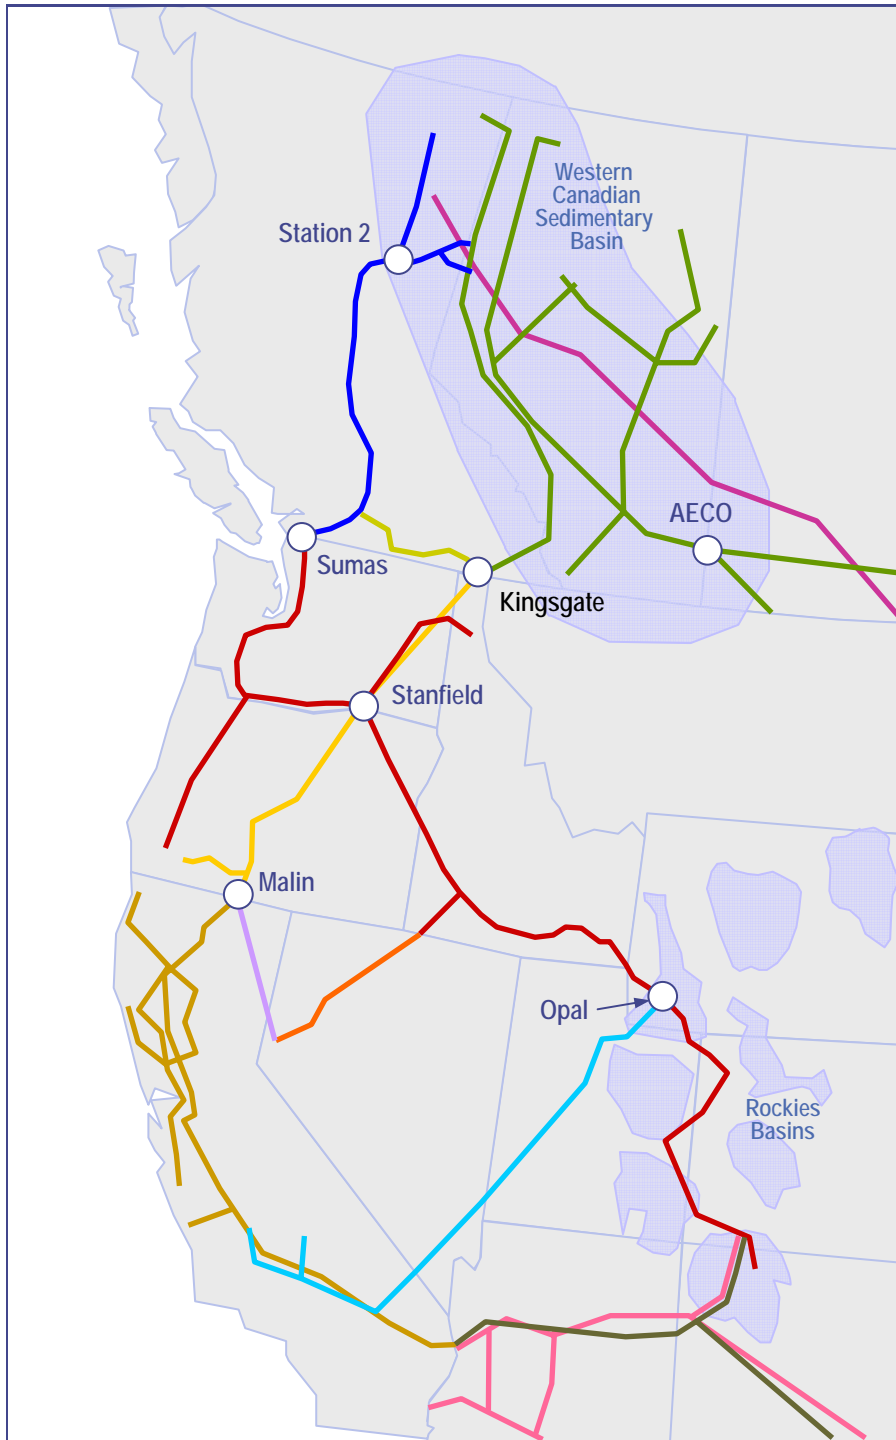 Western
Canadian
Sedimentary
Basin
Station 2
AECO
Sumas
Kingsgate
Stanfield
Malin
Opal
Rockies
Basins